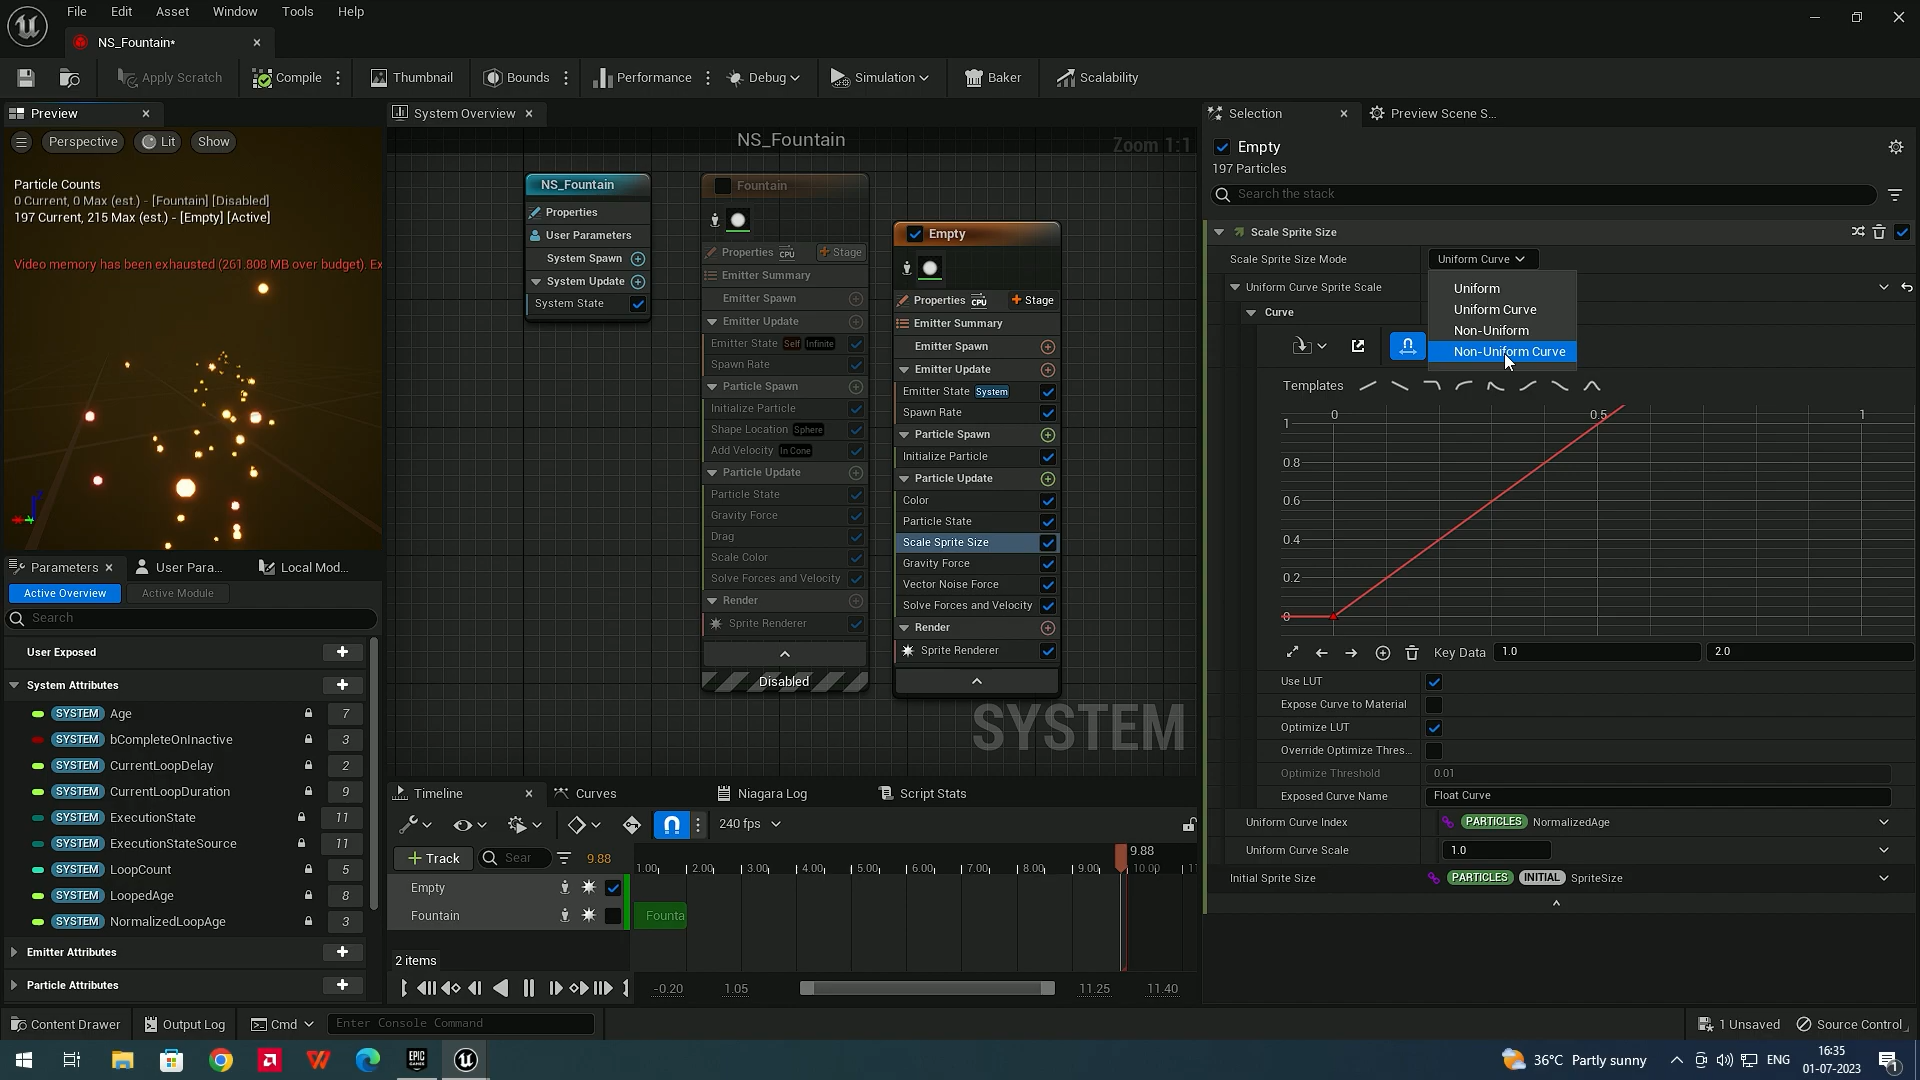 File Edit Asset Window Tools Help
NS_Fountain*
Apply Scratch Compile Thumbnail Bounds Performance Debug Simulation Baker Scalability
Preview
System Overview
Selection
Preview Scene S...
Perspective Lit Show
NS_Fountain
Zoom 1:1
Empty
197 Particles
Search the stack
Particle Counts
0 Current, 0 Max (est.) - [Fountain] [Disabled]
197 Current, 215 Max (est.) - [Empty] [Active]
Video memory has been exhausted (261.808 MB over budget). Ex
NS_Fountain
Properties
User Parameters
System Spawn
System Update
System State
Fountain
Properties CPU Stage
Emitter Summary
Emitter Spawn
Emitter Update
Emitter State Self Infinite
Spawn Rate
Particle Spawn
Initialize Particle
Shape Location Sphere
Add Velocity In Cone
Particle Update
Particle State
Gravity Force
Drag
Scale Color
Solve Forces and Velocity
Render
Sprite Renderer
Disabled
Empty
Properties CPU Stage
Emitter Summary
Emitter Spawn
Emitter Update
Emitter State System
Spawn Rate
Particle Spawn
Initialize Particle
Particle Update
Color
Particle State
Scale Sprite Size
Gravity Force
Vector Noise Force
Solve Forces and Velocity
Render
Sprite Renderer
SYSTEM
Scale Sprite Size
Scale Sprite Size Mode Uniform Curve
Uniform Curve Sprite Scale
Curve
Uniform
Uniform Curve
Non-Uniform
Non-Uniform Curve
Templates
0 0.5 1
1
0.8
0.6
0.4
0.2
0
Key Data 1.0 2.0
Use LUT
Expose Curve to Material
Optimize LUT
Override Optimize Thres...
Optimize Threshold 0.01
Exposed Curve Name Float Curve
Uniform Curve Index PARTICLES NormalizedAge
Uniform Curve Scale 1.0
Initial Sprite Size PARTICLES INITIAL SpriteSize
Parameters User Para... Local Mod...
Active Overview Active Module
Search
User Exposed
System Attributes
SYSTEM Age 7
SYSTEM bCompleteOnInactive 3
SYSTEM CurrentLoopDelay 2
SYSTEM CurrentLoopDuration 9
SYSTEM ExecutionState 11
SYSTEM ExecutionStateSource 11
SYSTEM LoopCount 5
SYSTEM LoopedAge 8
SYSTEM NormalizedLoopAge 3
Emitter Attributes
Particle Attributes
Timeline Curves Niagara Log Script Stats
240 fps
Track Sear 9.88
9.88
1.00 2.00 3.00 4.00 5.00 6.00 7.00 8.00 9.00 10.00 11
Empty
Fountain Founta
2 items
-0.20 1.05 11.25 11.40
Content Drawer Output Log Cmd Enter Console Command 1 Unsaved Source Control
EPIC GAMES
36°C Partly sunny ENG 16:35
01-07-2023 1